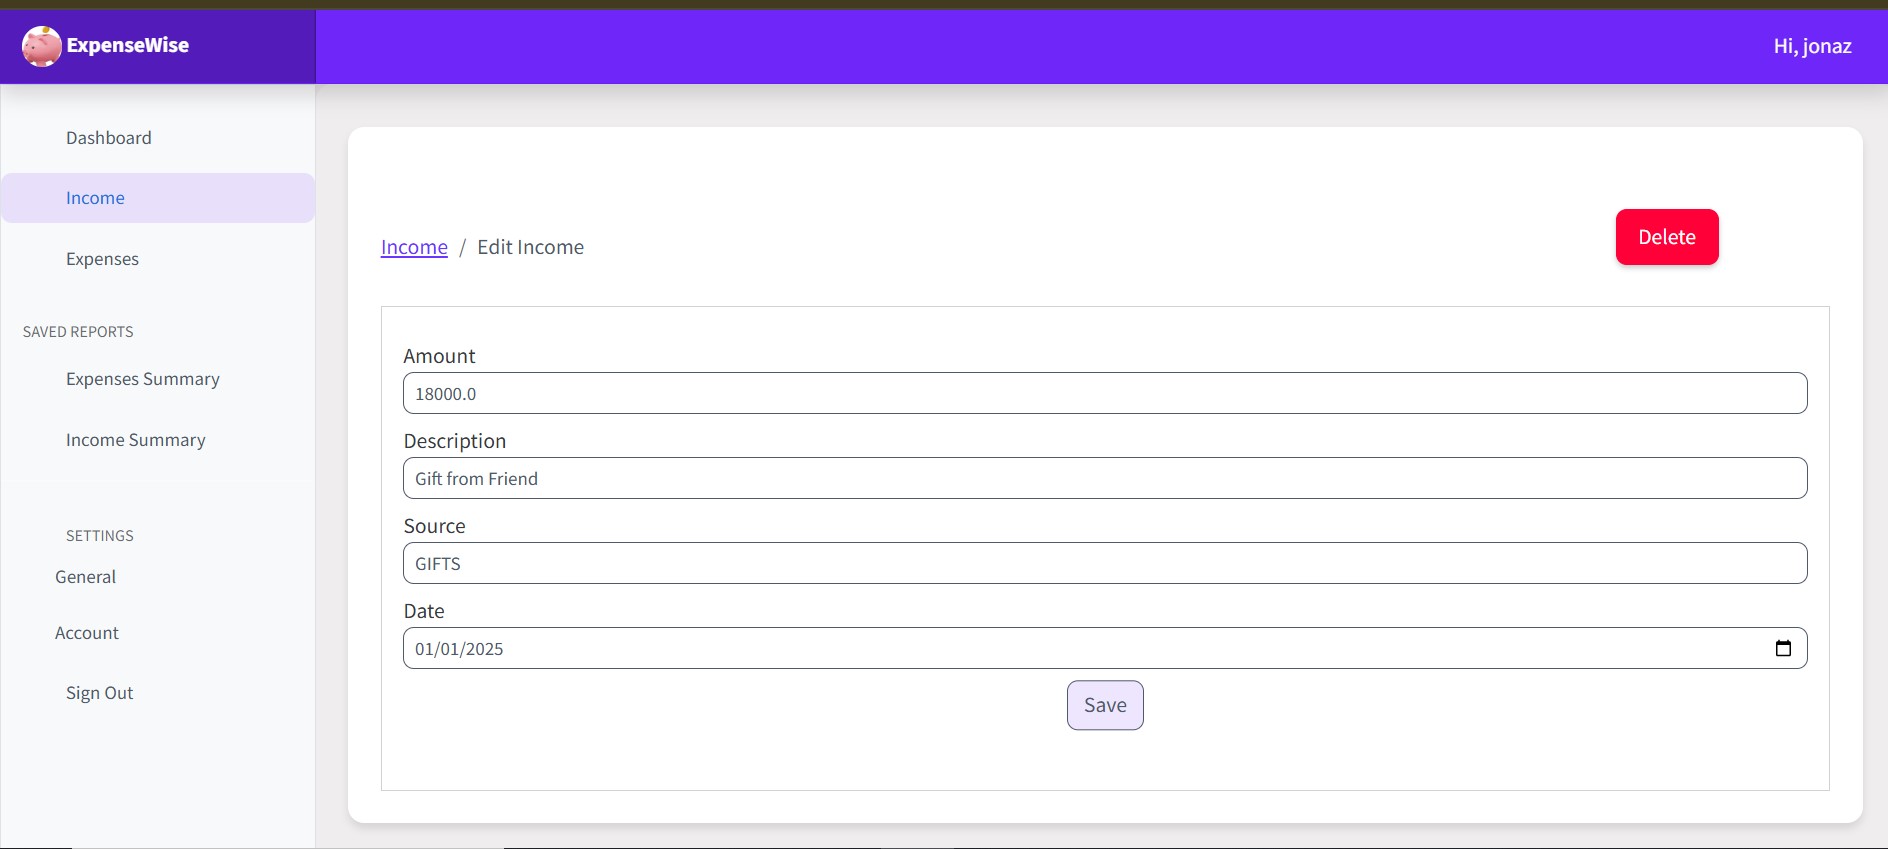 ExpenseWise
Hi, jonaz
Dashboard
Income
Expenses
SAVED REPORTS
Expenses Summary
Income Summary
SETTINGS
General
Account
Sign Out
Income / Edit Income
Delete
Amount
18000.0
Description
Gift from Friend
Source
GIFTS
Date
01/01/2025
Save